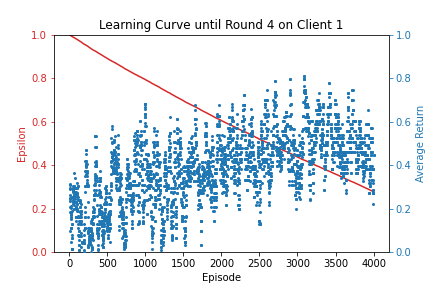 Learning Curve until Round 4 on Client 1
1.0 1.0
0.8 0.8
0.6 0.6
Epsilon Average Return
0.4 0.4
0.2 0.2
0.0 0.0
0 500 1000 1500 2000 2500 3000 3500 4000
Episode